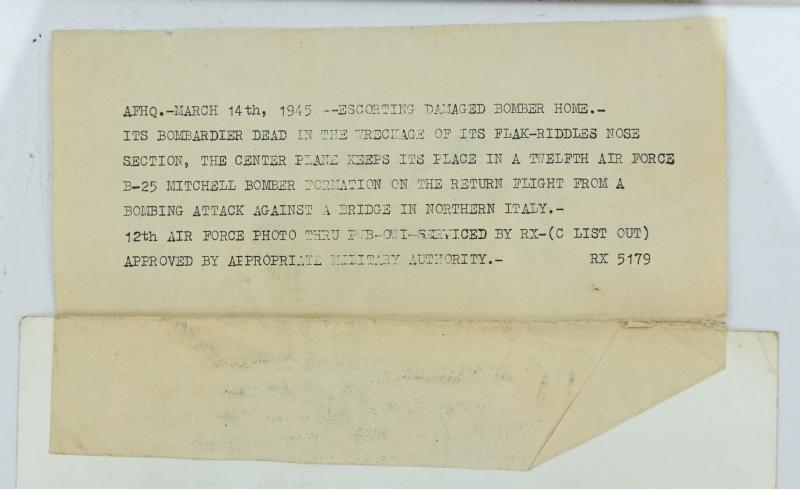 AFHQ.-MARCH 14th, 1945 --ESCORTING DAMAGED BOMBER HOME.-
ITS BOMBARDIER DEAD IN THE WRECKAGE OF ITS FLAK-RIDDLES NOSE
SECTION, THE CENTER PLANE KEEPS ITS PLACE IN A TWELFTH AIR FORCE
B-25 MITCHELL BOMBER FORMATION ON THE RETURN FLIGHT FROM A
BOMBING ATTACK AGAINST A BRIDGE IN NORTHERN ITALY.-
12th AIR FORCE PHOTO THRU PWB-OWI-SERVICED BY RX-(C LIST OUT)
APPROVED BY APPROPRIATE MILITARY AUTHORITY.- RX 5179